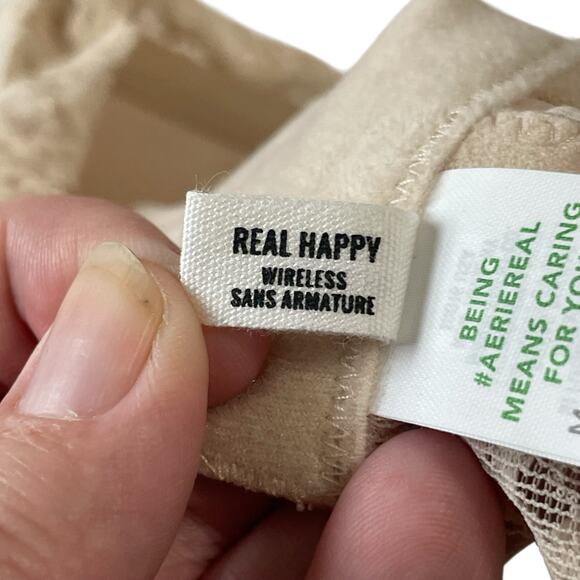 REAL HAPPY
WIRELESS
SANS ARMATURE
BEING
#AERIEREAL
MEANS CARING
FOR YOU